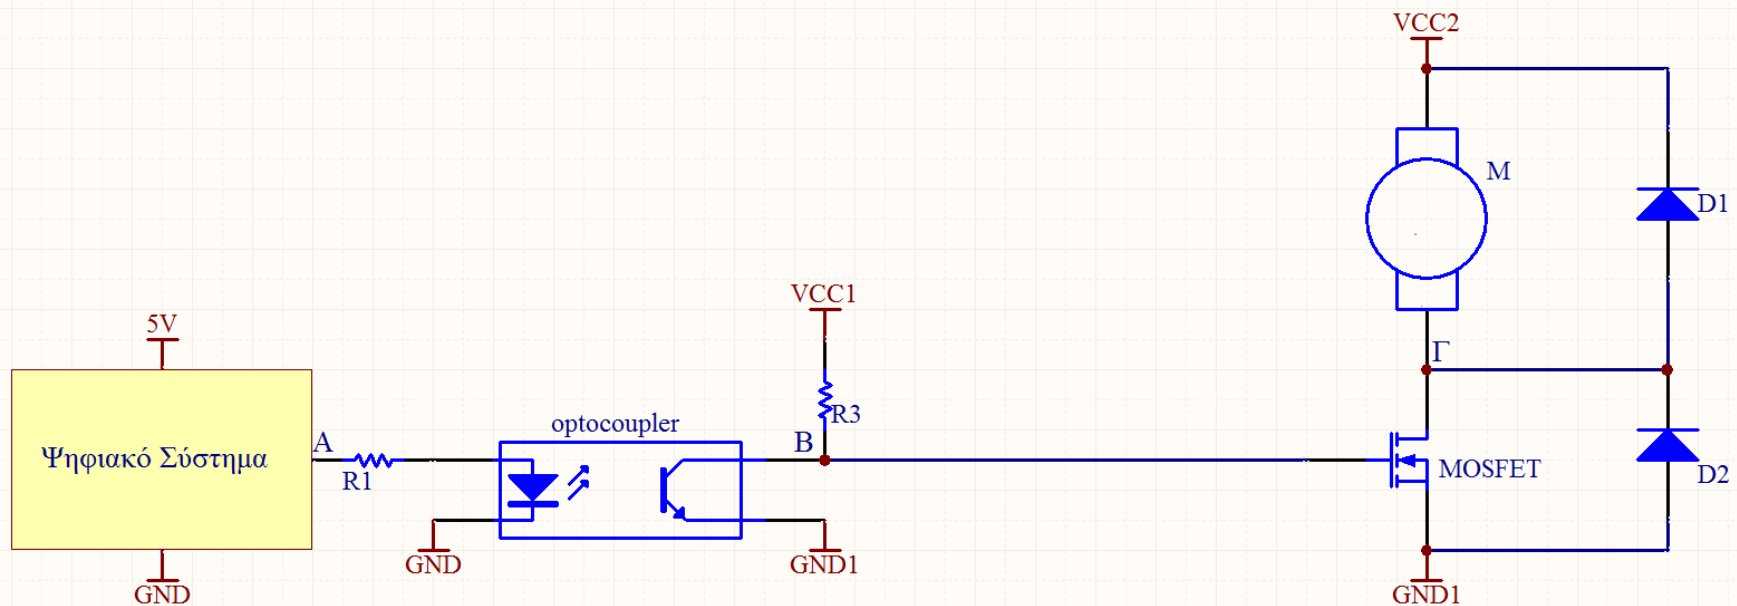 VCC2
M
D1
VCC1
5V
Γ
R3
optocoupler
A
B
Ψηφιακό Σύστημα
R1
MOSFET
D2
GND
GND1
GND
GND1